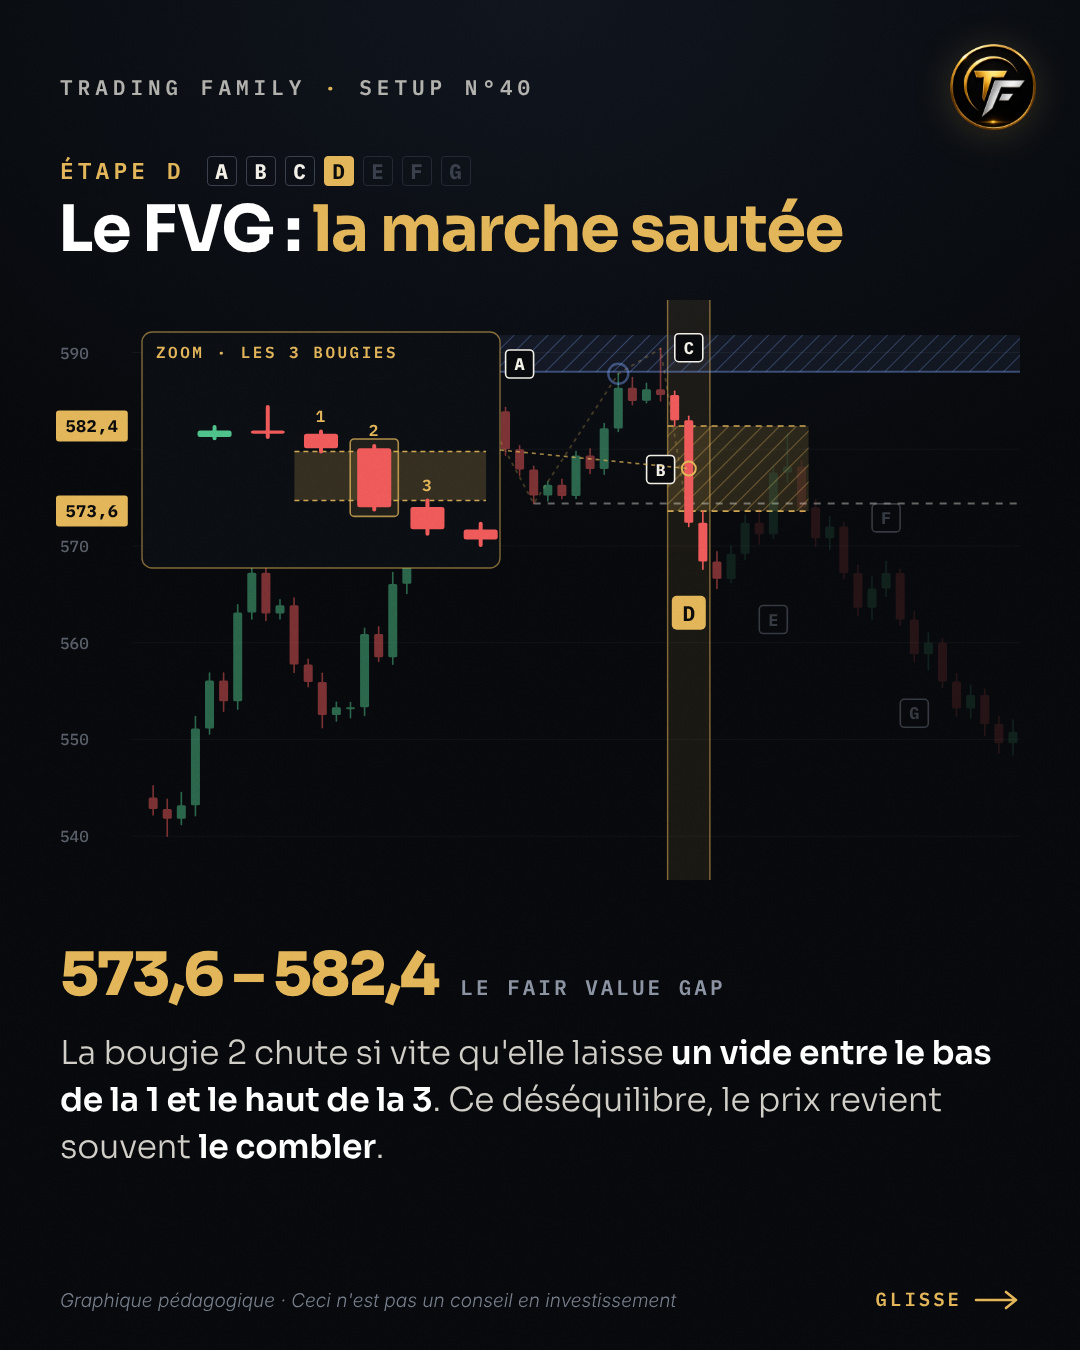 TRADING FAMILY · SETUP N°40
TF
ÉTAPE D A B C D E F G
Le FVG : la marche sautée
ZOOM · LES 3 BOUGIES
1
2
3
590
582,4
573,6
570
560
550
540
A
C
B
D
E
F
G
573,6 – 582,4 LE FAIR VALUE GAP
La bougie 2 chute si vite qu'elle laisse un vide entre le bas
de la 1 et le haut de la 3. Ce déséquilibre, le prix revient
souvent le combler.
Graphique pédagogique · Ceci n'est pas un conseil en investissement
GLISSE →